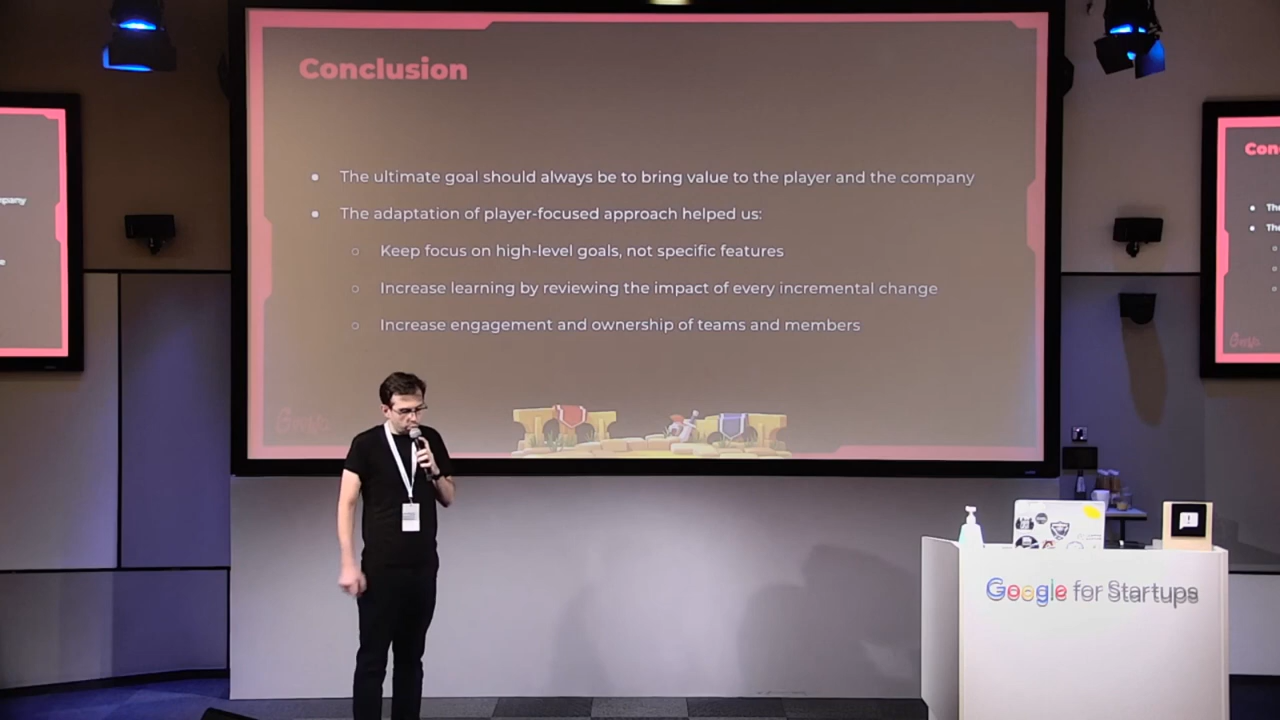 Conclusion
● The ultimate goal should always be to bring value to the player and the company
● The adaptation of player-focused approach helped us:
○ Keep focus on high-level goals, not specific features
○ Increase learning by reviewing the impact of every incremental change
○ Increase engagement and ownership of teams and members
Google for Startups